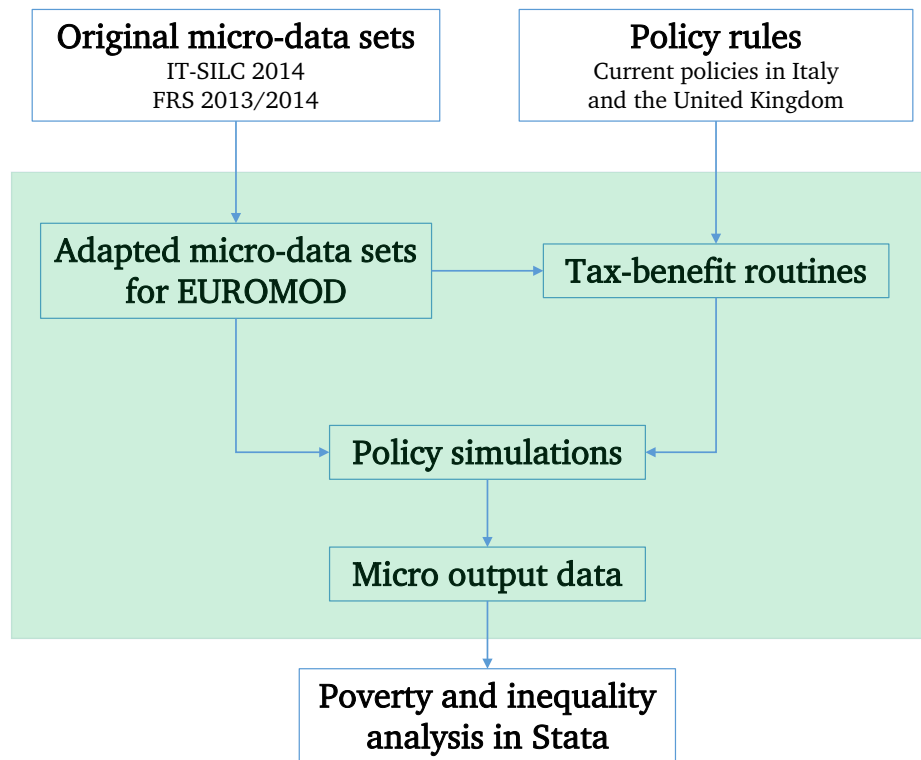 Original micro-data sets
IT-SILC 2014
FRS 2013/2014
Policy rules
Current policies in Italy
and the United Kingdom
Adapted micro-data sets
for EUROMOD
Tax-benefit routines
Policy simulations
Micro output data
Poverty and inequality
analysis in Stata